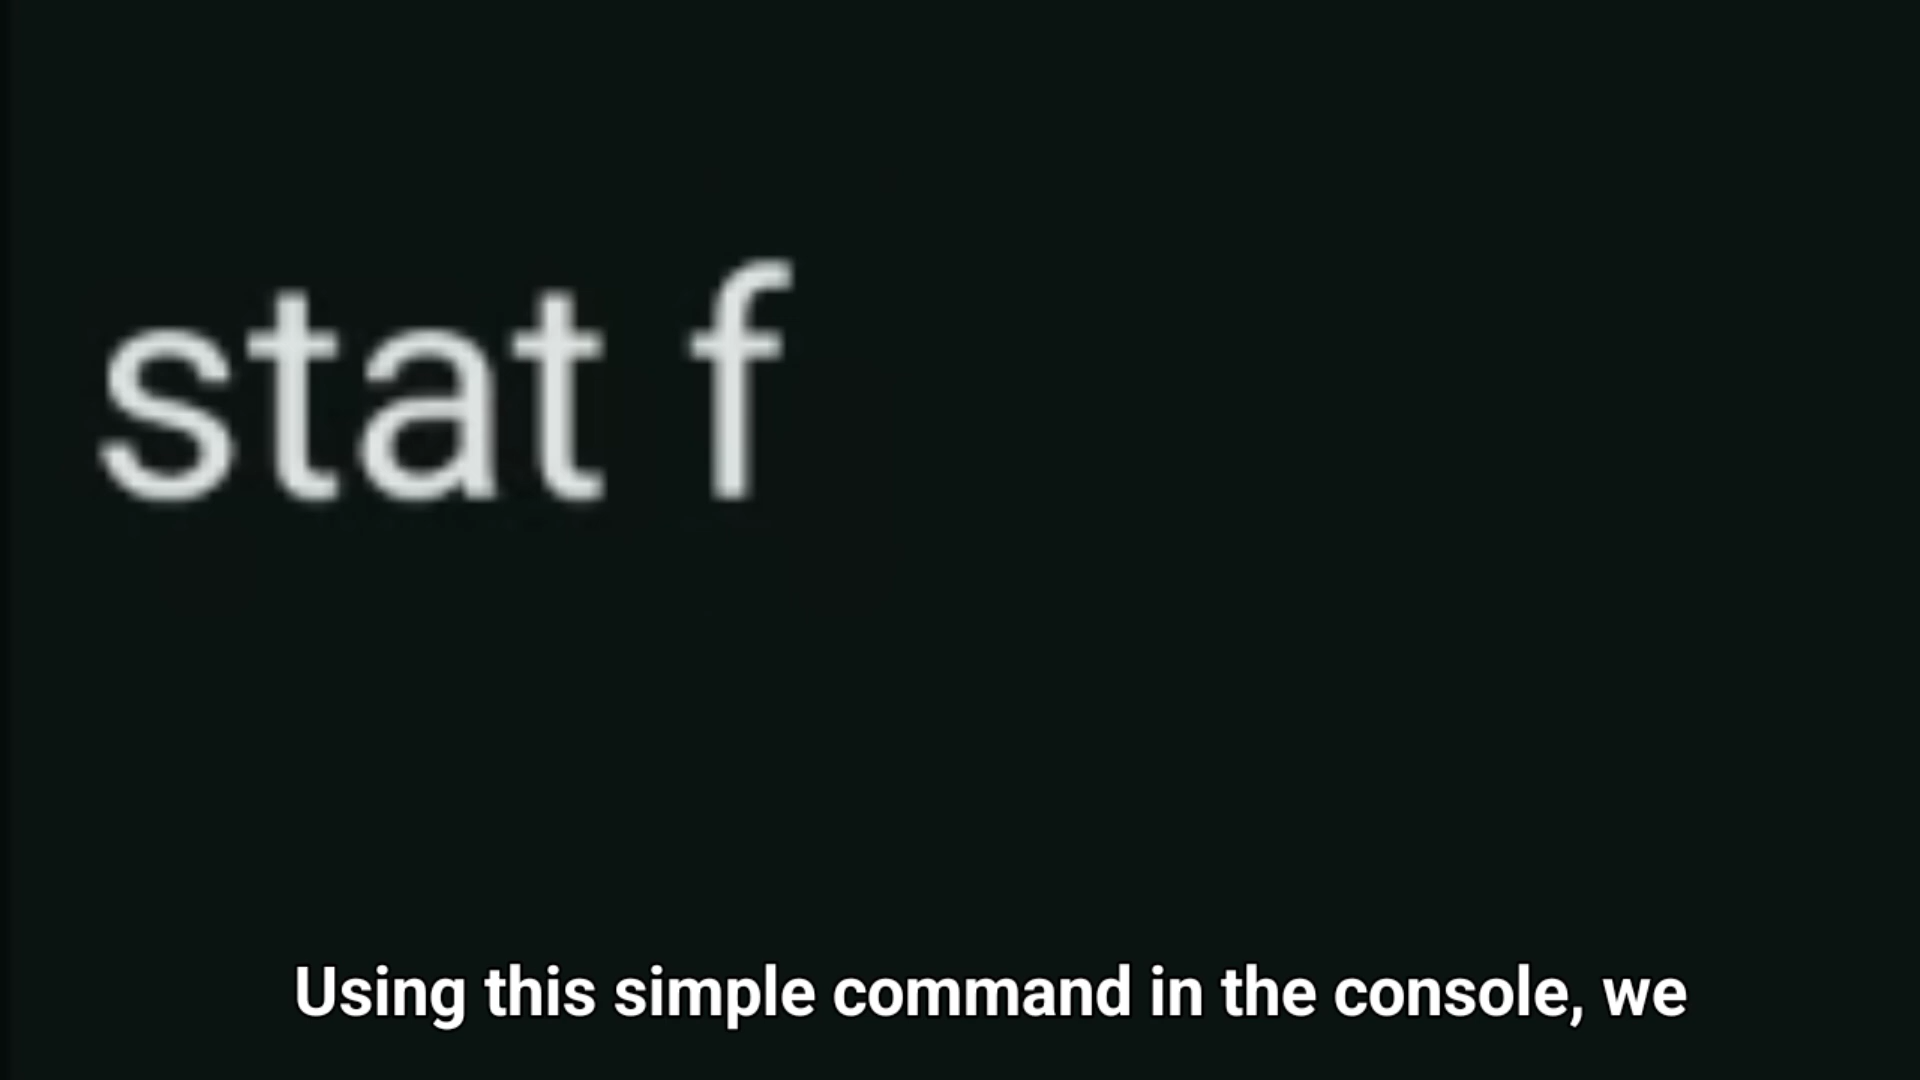 stat f
Using this simple command in the console, we